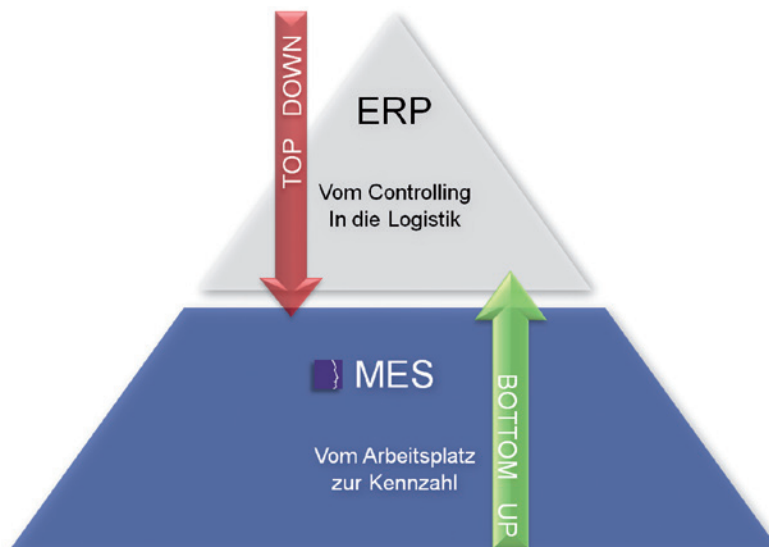 TOP DOWN
ERP
Vom Controlling
In die Logistik
MES
Vom Arbeitsplatz
zur Kennzahl
BOTTOM UP